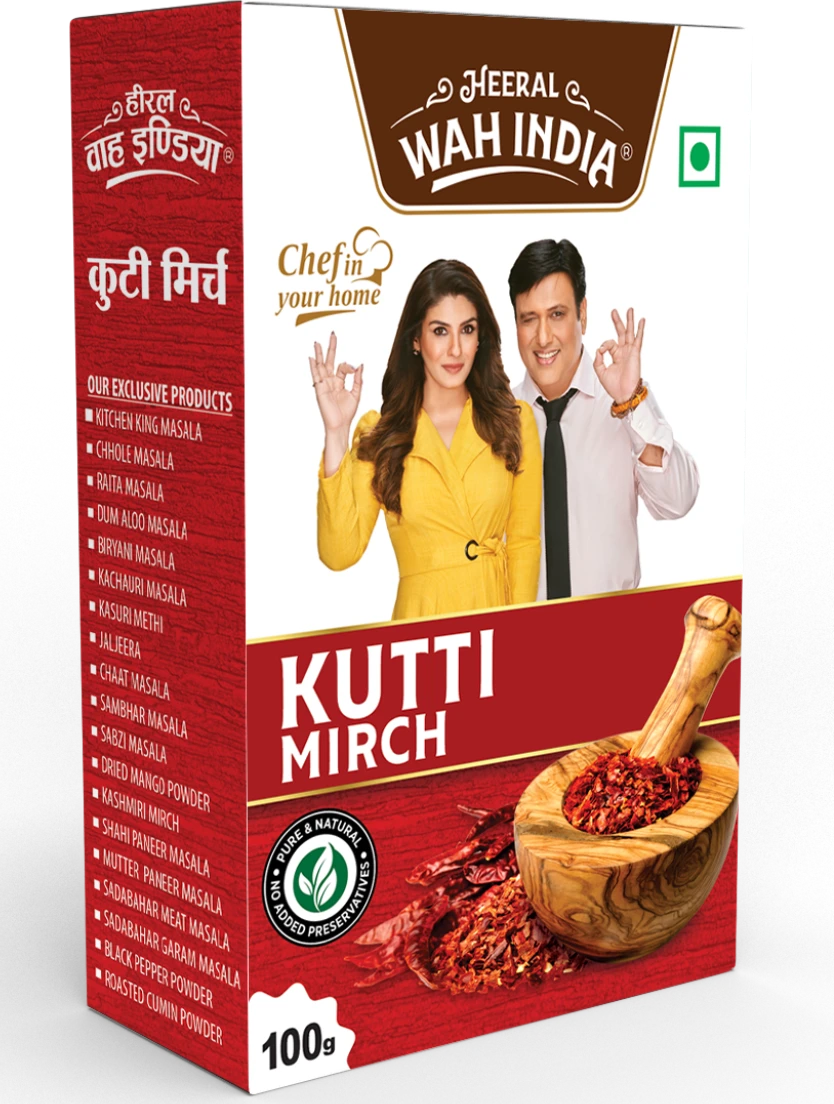 हीरल
वाह इण्डिया®
कुटी मिर्च
OUR EXCLUSIVE PRODUCTS
KITCHEN KING MASALA
CHHOLE MASALA
RAITA MASALA
DUM ALOO MASALA
BIRYANI MASALA
KACHAURI MASALA
KASURI METHI
JALJEERA
CHAAT MASALA
SAMBHAR MASALA
SABZI MASALA
DRIED MANGO POWDER
KASHMIRI MIRCH
SHAHI PANEER MASALA
MUTTER PANEER MASALA
SADABAHAR MEAT MASALA
SADABAHAR GARAM MASALA
BLACK PEPPER POWDER
ROASTED CUMIN POWDER
HEERAL
WAH INDIA®
Chef in
your home
KUTTI
MIRCH
PURE & NATURAL
NO ADDED PRESERVATIVES
100g